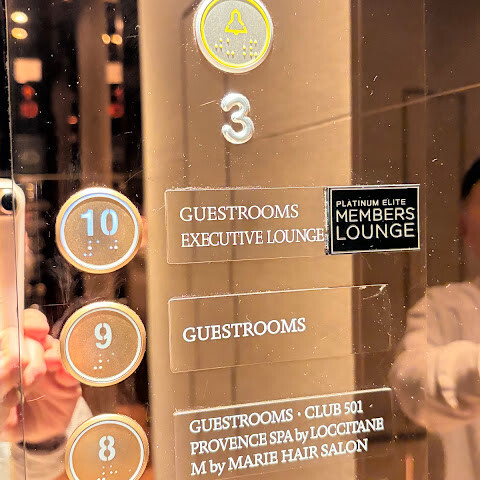 3
10
GUESTROOMS
EXECUTIVE LOUNGE
PLATINUM ELITE
MEMBERS
LOUNGE
9
GUESTROOMS
8
GUESTROOMS · CLUB 501
PROVENCE SPA by LOCCITANE
M by MARIE HAIR SALON